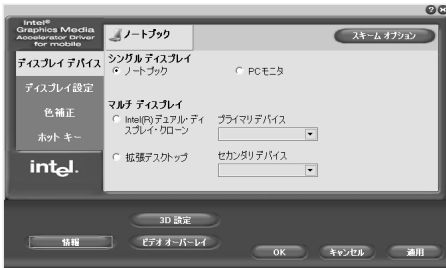 Intel®
Graphics Media
Accelerator Driver
for mobile
ノートブック
スキーム オプション
ディスプレイ デバイス
シングル ディスプレイ
ノートブック
PCモニタ
ディスプレイ設定
色補正
ホット キー
マルチ ディスプレイ
Intel(R) デュアル・ディ
スプレイ・クローン
プライマリ デバイス
拡張デスクトップ
セカンダリ デバイス
intel.
3D 設定
情報
ビデオ オーバーレイ
OK
キャンセル
適用